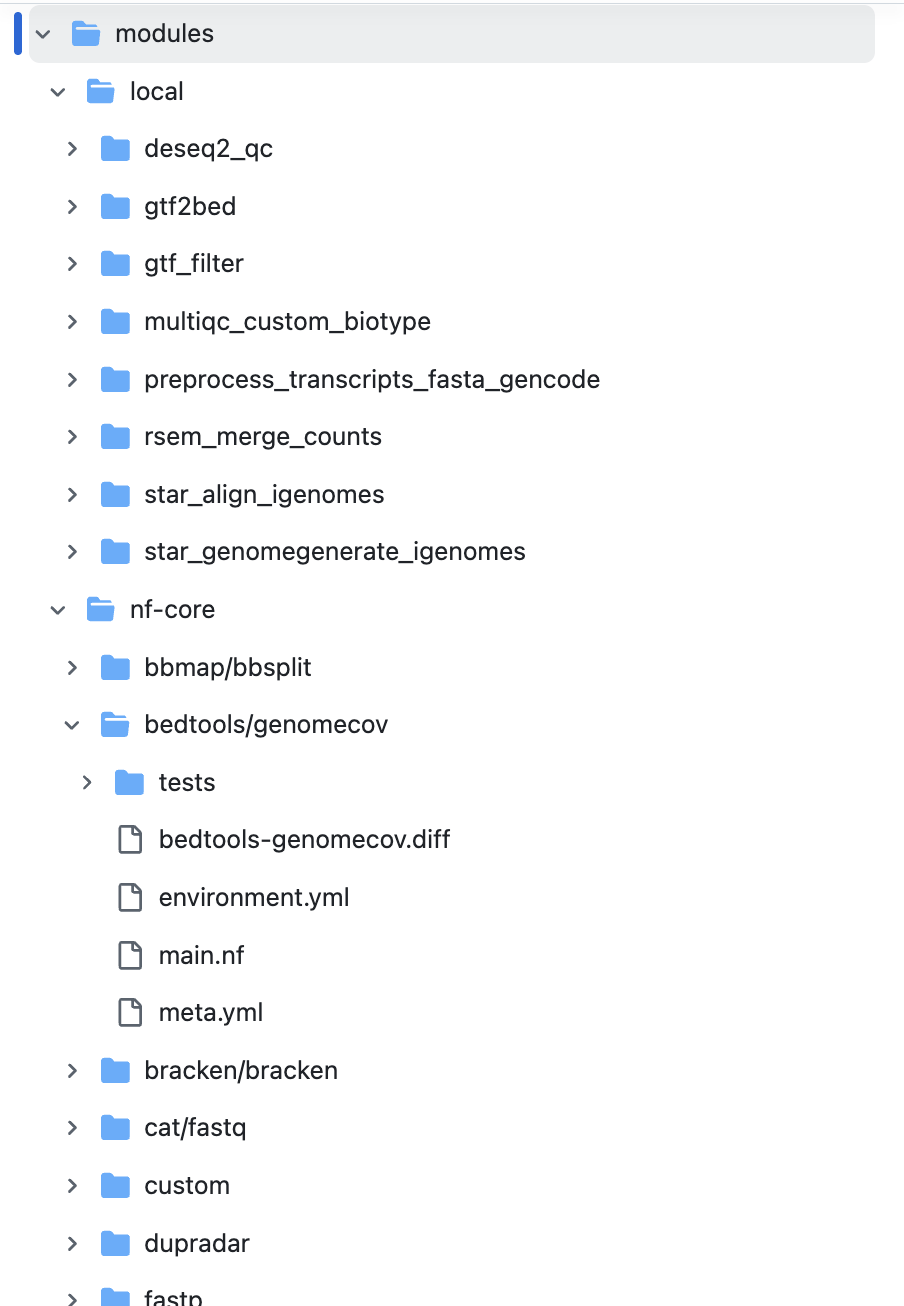 modules
local
deseq2_qc
gtf2bed
gtf_filter
multiqc_custom_biotype
preprocess_transcripts_fasta_gencode
rsem_merge_counts
star_align_igenomes
star_genomegenerate_igenomes
nf-core
bbmap/bbsplit
bedtools/genomecov
tests
bedtools-genomecov.diff
environment.yml
main.nf
meta.yml
bracken/bracken
cat/fastq
custom
dupradar
fastp